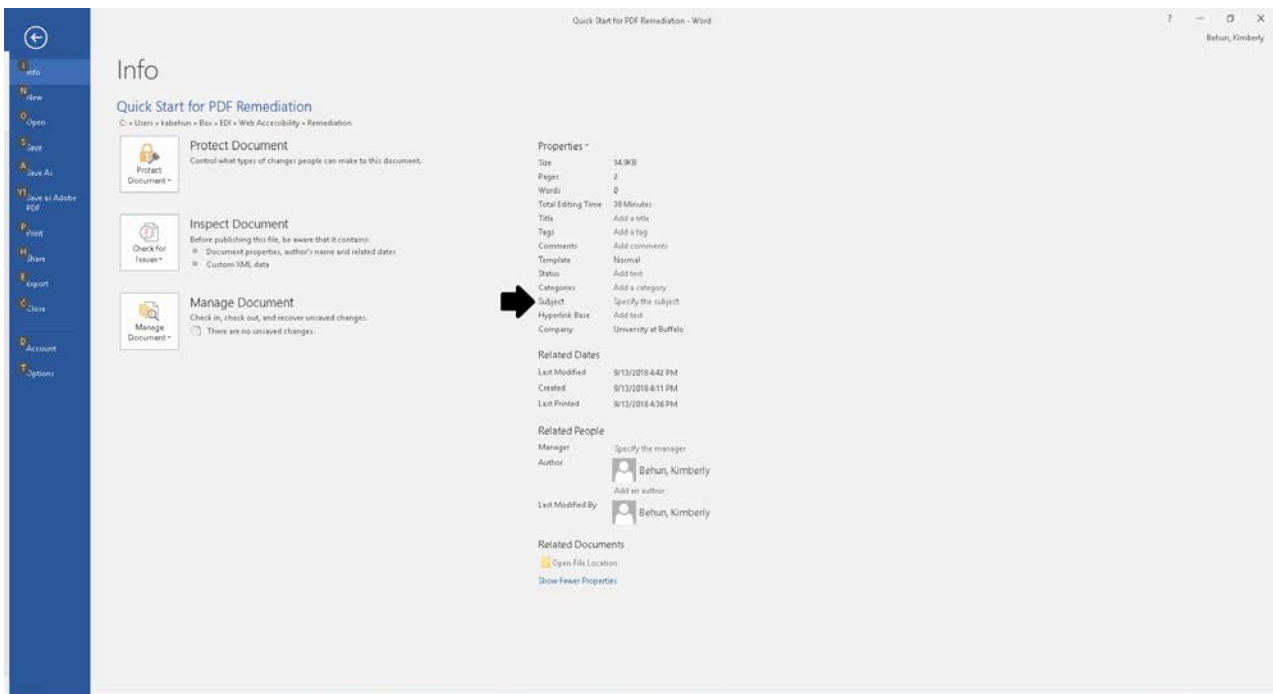 Quick Start for PDF Remediation - Word
? — X
Behun, Kimberly
I
Info
N
New
O
Open
S
Save
A
Save As
Y1
Save as Adobe
PDF
P
Print
H
Share
E
Export
C
Close
D
Account
T
Options
Info
Quick Start for PDF Remediation
C: » Users » kabehun » Box » EDI » Web Accessibility » Remediation
Protect
Document
Protect Document
Control what types of changes people can make to this document.
Check for
Issues
Inspect Document
Before publishing this file, be aware that it contains:
Document properties, author's name and related dates
Custom XML data
Manage
Document
Manage Document
Check in, check out, and recover unsaved changes.
There are no unsaved changes.
Properties
Size 34.9KB
Pages 2
Words 0
Total Editing Time 38 Minutes
Title Add a title
Tags Add a tag
Comments Add comments
Template Normal
Status Add text
Categories Add a category
Subject Specify the subject
Hyperlink Base Add text
Company University at Buffalo
Related Dates
Last Modified 9/13/2018 4:42 PM
Created 9/13/2018 4:11 PM
Last Printed 9/13/2018 4:36 PM
Related People
Manager Specify the manager
Author Behun, Kimberly
Add an author
Last Modified By Behun, Kimberly
Related Documents
Open File Location
Show Fewer Properties